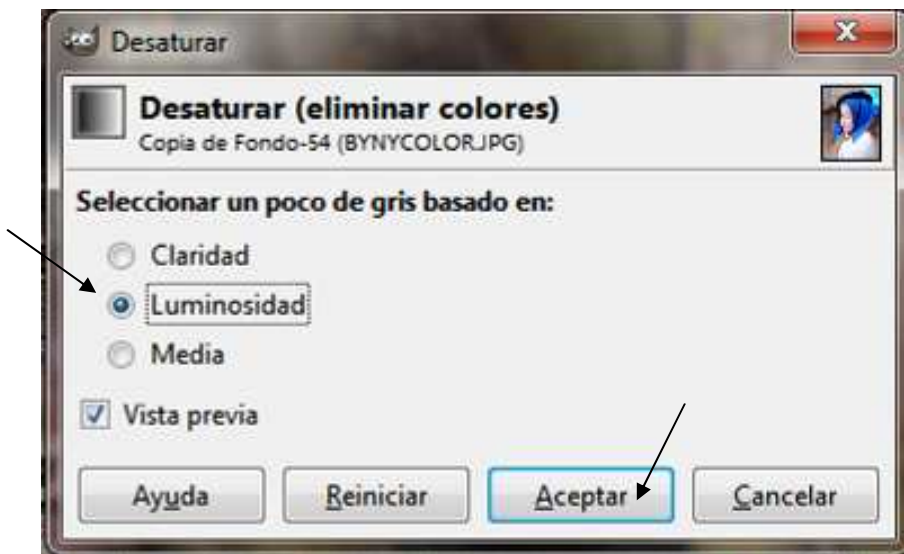 Desaturar
Desaturar (eliminar colores)
Copia de Fondo-54 (BYNYCOLOR.JPG)
Seleccionar un poco de gris basado en:
Claridad
Luminosidad
Media
Vista previa
Ayuda
Reiniciar
Aceptar
Cancelar